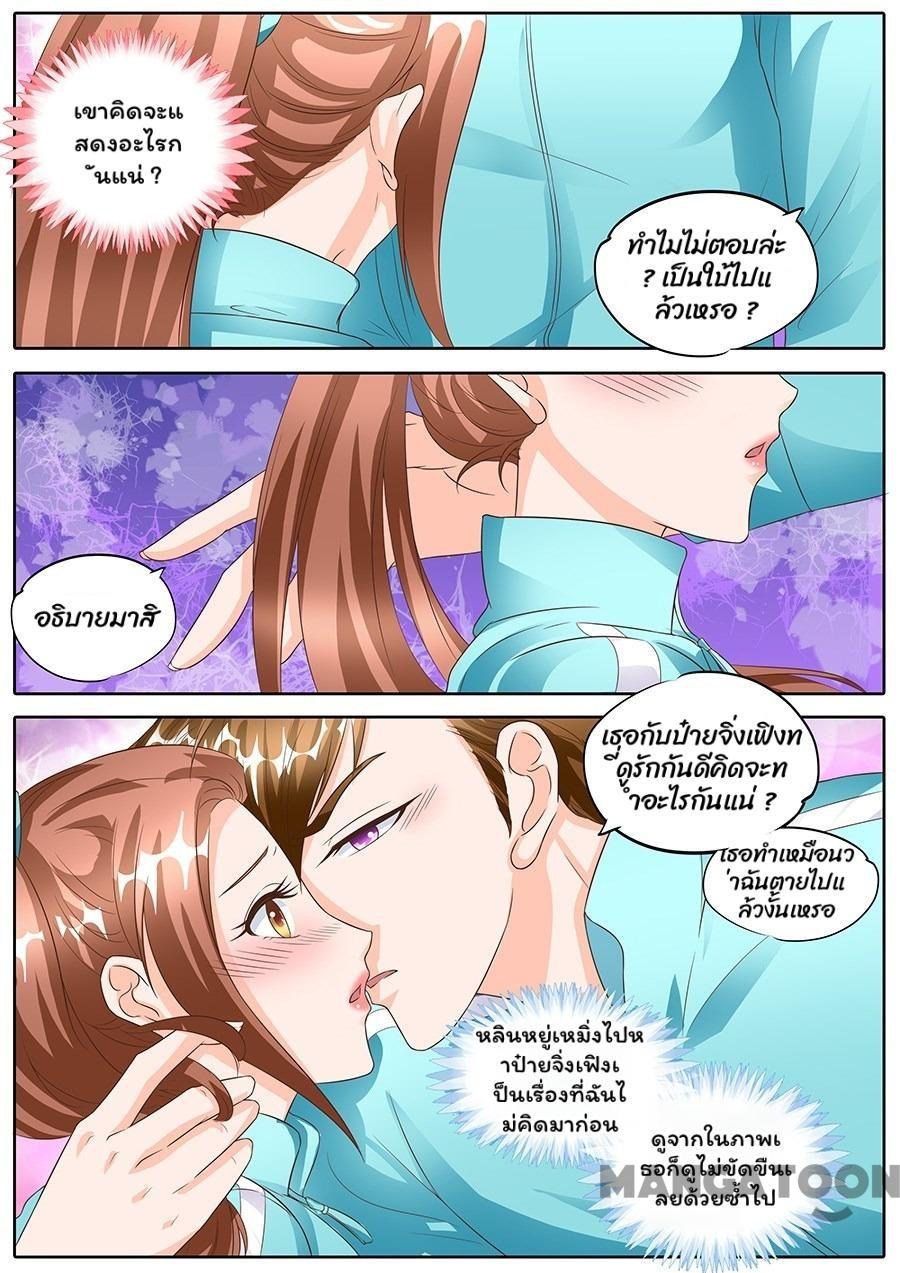 เขาคิดจะแ
สดงอะไรก
ันแน่ ?
ทำไมไม่ตอบล่ะ
? เป็นใบ้ไปแ
ล้วเหรอ ?
อธิบายมาสิ
เธอกับป๋ายจิ่งเฟิงท
ี่ดูรักกันดีคิดจะท
ำอะไรกันแน่ ?
เธอทำเหมือนว
่าฉันตายไปแ
ล้วงั้นเหรอ
หลินหยู่เหมิ่งไปห
าป๋ายจิ่งเฟิงเ
ป็นเรื่องที่ฉันไ
ม่คิดมาก่อน
ดูจากในภาพเ
ธอก็ดูไม่ขัดขืนเ
ลยด้วยซ้ำไป
MANGATOON